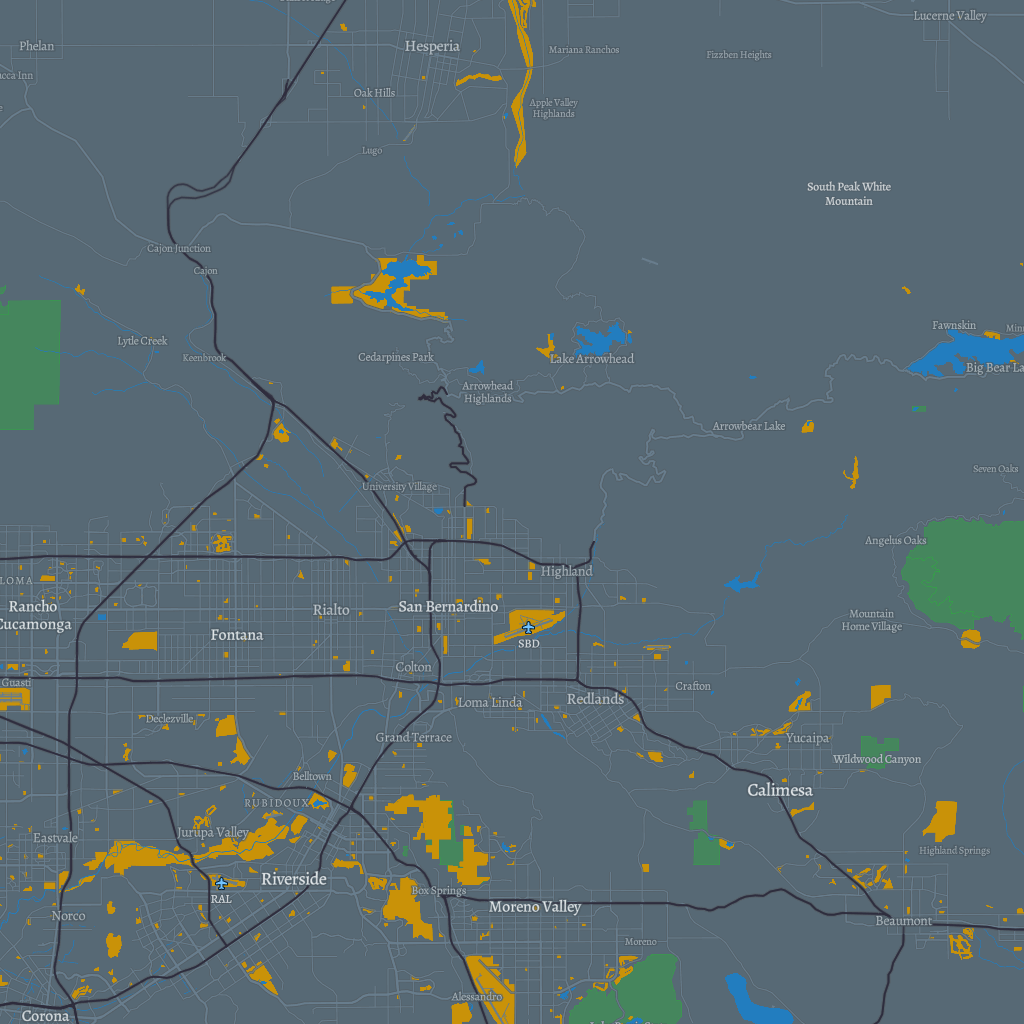 Lucerne Valley
Phelan
Hesperia
Mariana Ranchos
Fizzben Heights
cca Inn
Oak Hills
Apple Valley
Highlands
Lugo
South Peak White
Mountain
Cajon Junction
Cajon
Fawnskin
Lytle Creek
Keenbrook
Cedarpines Park
Lake Arrowhead
Big Bear La
Arrowhead
Highlands
Arrowbear Lake
Seven Oaks
University Village
Angelus Oaks
Highland
LOMA
Rancho
Cucamonga
Rialto
San Bernardino
Fontana
SBD
Mountain
Home Village
Colton
Guasti
Crafton
Loma Linda
Redlands
Declezville
Grand Terrace
Yucaipa
Wildwood Canyon
Belltown
Calimesa
RUBIDOUX
Jurupa Valley
Eastvale
Highland Springs
Riverside
RAL
Box Springs
Moreno Valley
Norco
Beaumont
Moreno
Alessandro
Corona